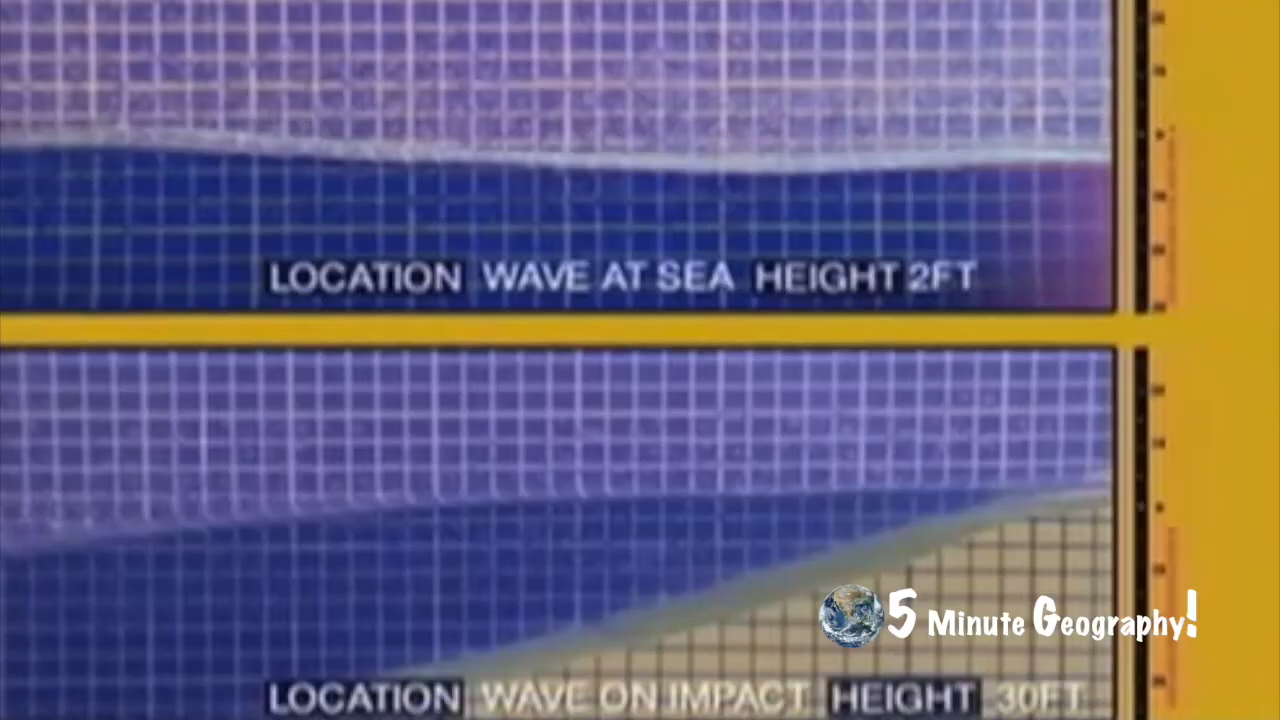 LOCATION WAVE AT SEA HEIGHT 2FT
5 Minute Geography!
LOCATION WAVE ON IMPACT HEIGHT 30FT